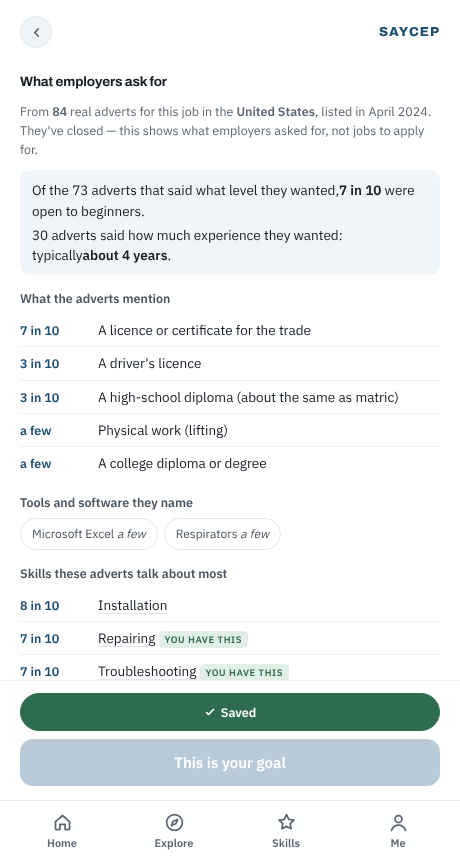 SAYCEP
What employers ask for
From 84 real adverts for this job in the United States, listed in April 2024.
They've closed — this shows what employers asked for, not jobs to apply
for.
Of the 73 adverts that said what level they wanted,7 in 10 were
open to beginners.
30 adverts said how much experience they wanted:
typicallyabout 4 years.
What the adverts mention
7 in 10 A licence or certificate for the trade
3 in 10 A driver's licence
3 in 10 A high-school diploma (about the same as matric)
a few Physical work (lifting)
a few A college diploma or degree
Tools and software they name
Microsoft Excel a few Respirators a few
Skills these adverts talk about most
8 in 10 Installation
7 in 10 Repairing YOU HAVE THIS
7 in 10 Troubleshooting YOU HAVE THIS
Saved
This is your goal
Home Explore Skills Me